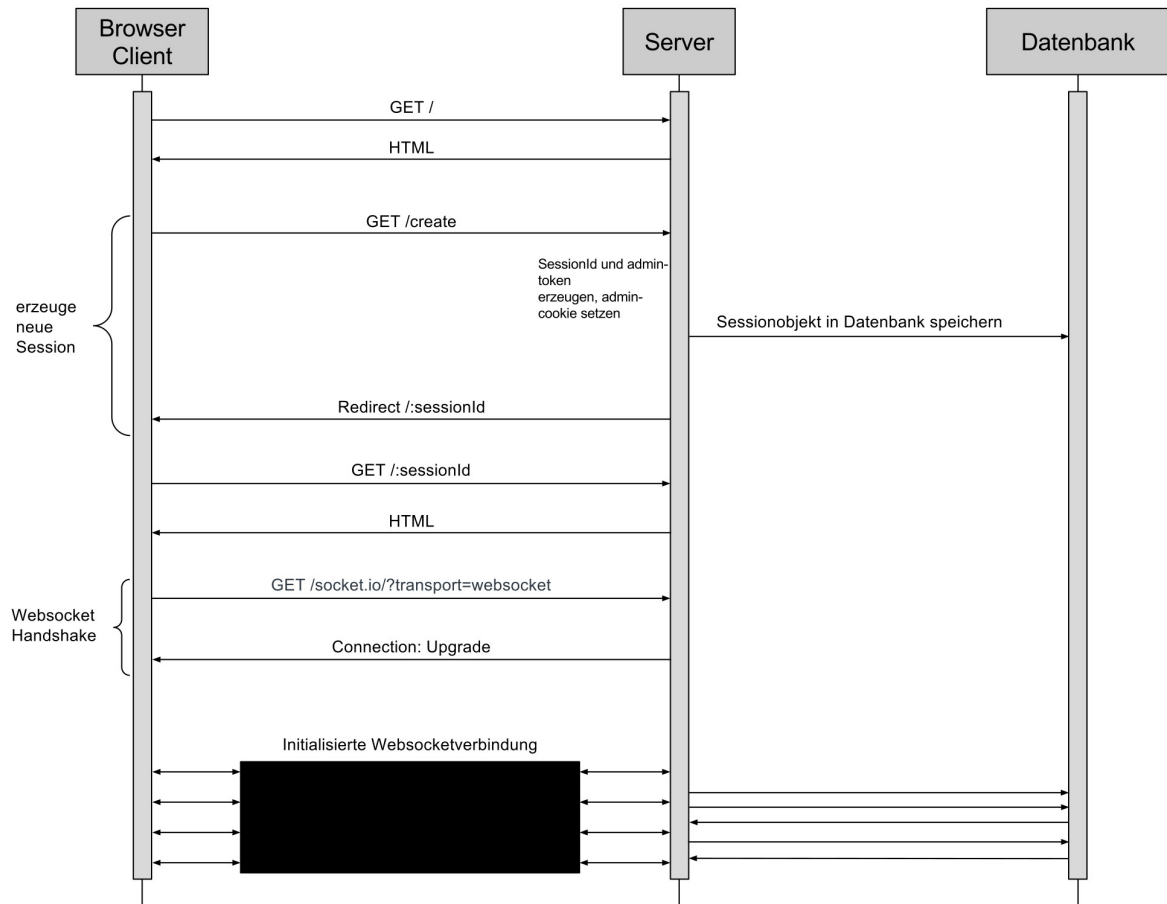 Browser
Client
Server
Datenbank
GET /
HTML
GET /create
SessionId und admin-
token
erzeugen, admin-
cookie setzen
erzeuge
neue
Session
Sessionobjekt in Datenbank speichern
Redirect /:sessionId
GET /:sessionId
HTML
GET /socket.io/?transport=websocket
Websocket
Handshake
Connection: Upgrade
Initialisierte Websocketverbindung